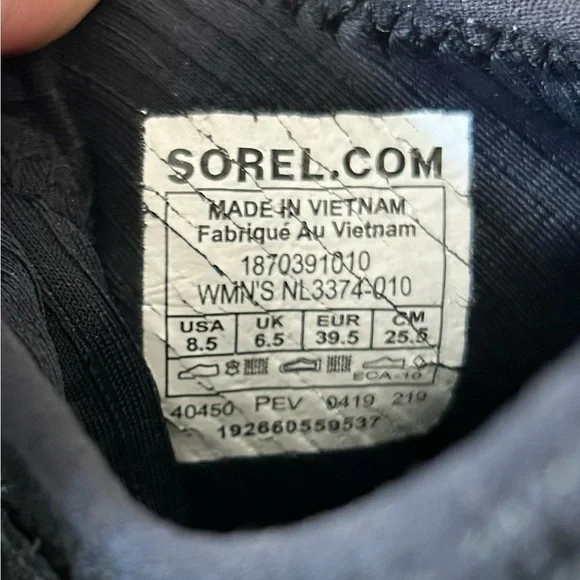 SOREL.COM
MADE IN VIETNAM
Fabriqué Au Vietnam
1870391010
WMN'S NL3374-010
USA UK EUR CM
8.5 6.5 39.5 25.5
ECA-10
40450 PEV 0419 219
192660559537